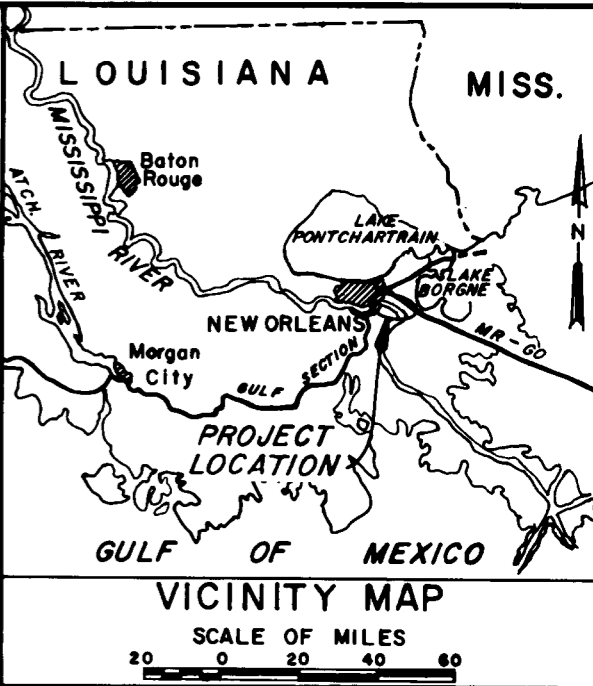 LOUISIANA
MISS.
MISSISSIPPI RIVER
Baton
Rouge
ATCH. RIVER
LAKE
PONTCHARTRAIN
N
LAKE
BORGNE
NEW ORLEANS
MR-GO
Morgan
City
GULF SECTION
PROJECT
LOCATION
GULF OF MEXICO
VICINITY MAP
SCALE OF MILES
20 0 20 40 60